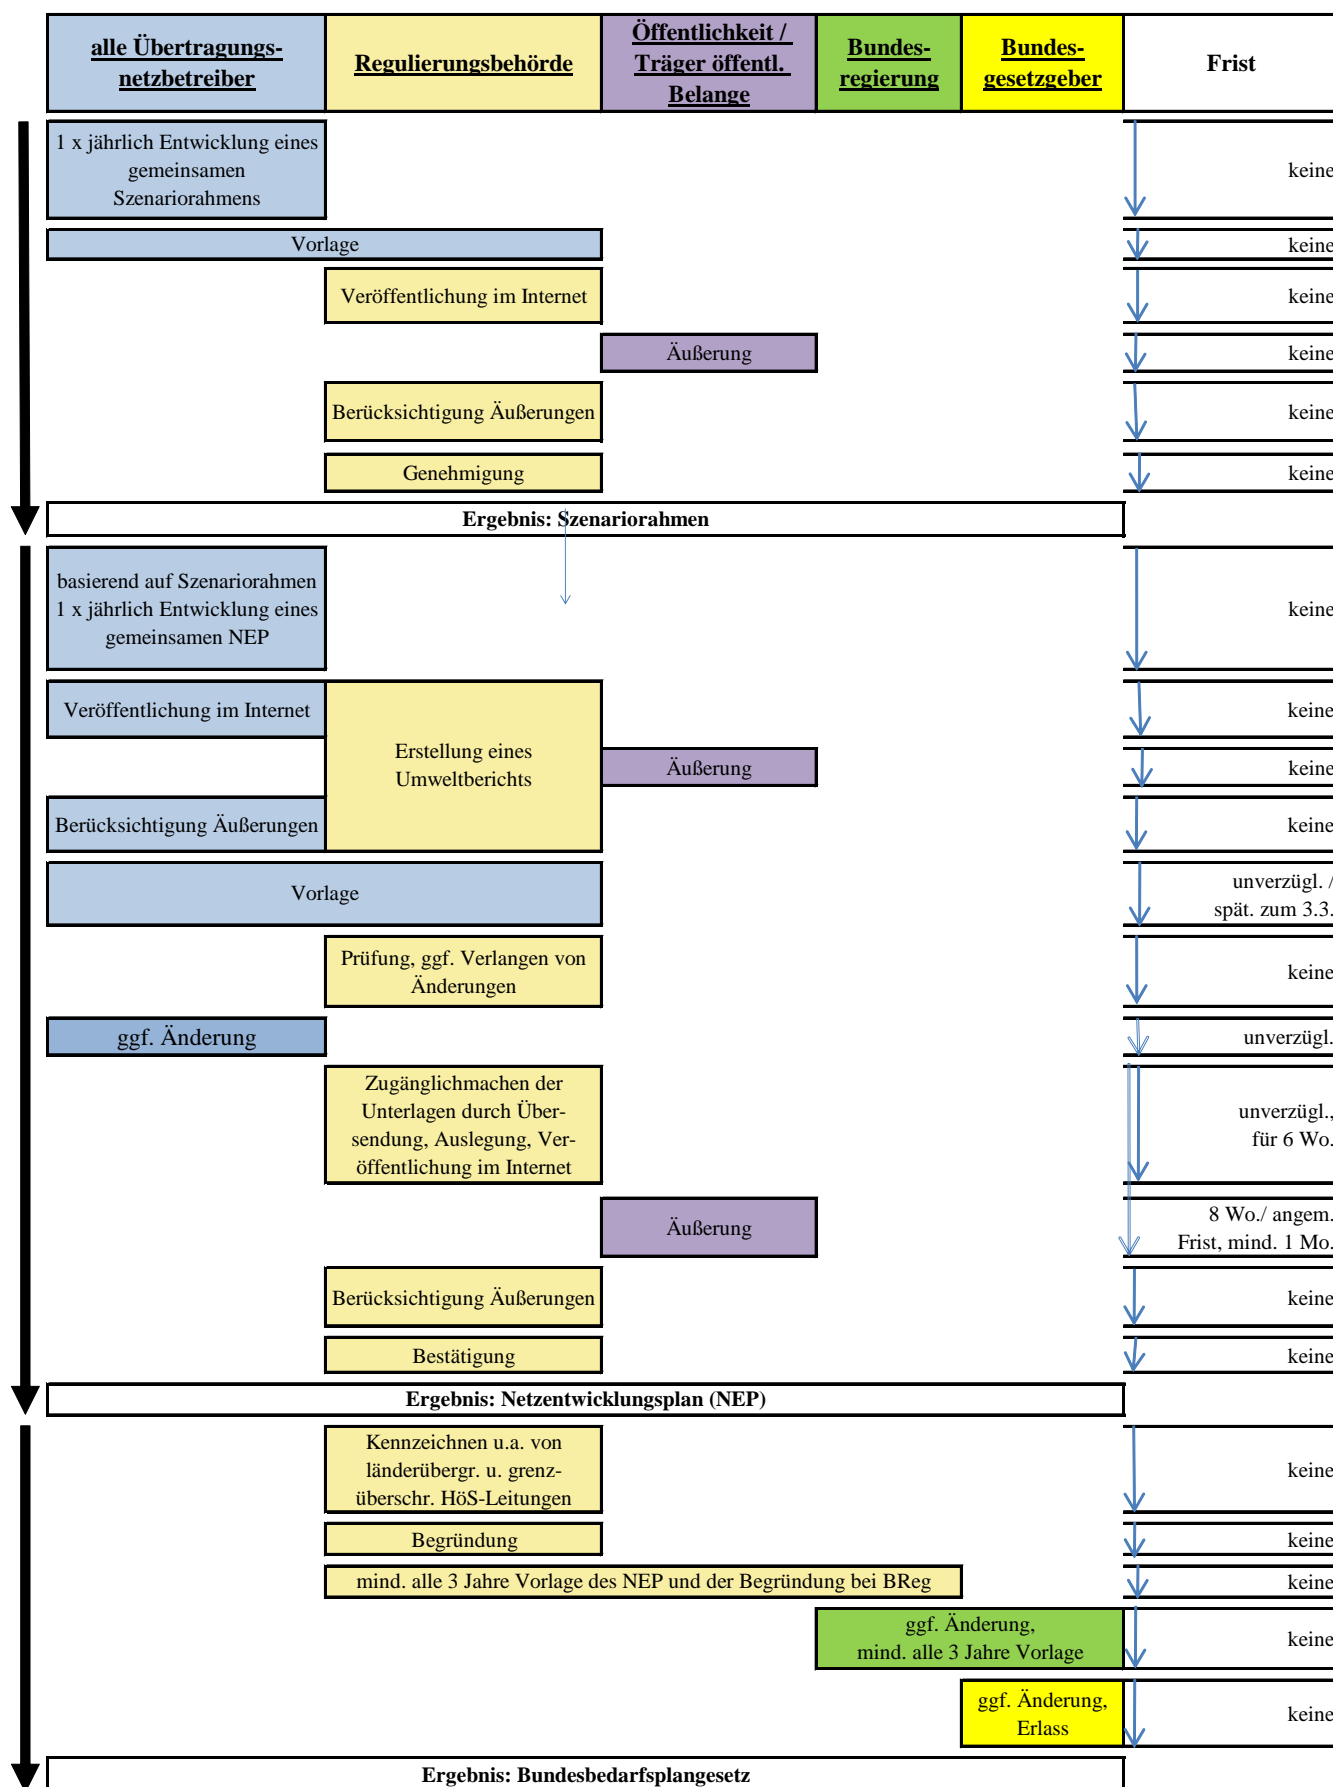 alle Übertragungs-
netzbetreiber
Regulierungsbehörde
Öffentlichkeit /
Träger öffentl.
Belange
Bundes-
regierung
Bundes-
gesetzgeber
Frist
1 x jährlich Entwicklung eines
gemeinsamen
Szenariorahmens
keine
Vorlage
keine
Veröffentlichung im Internet
keine
Äußerung
keine
Berücksichtigung Äußerungen
keine
Genehmigung
keine
Ergebnis: Szenariorahmen
basierend auf Szenariorahmen
1 x jährlich Entwicklung eines
gemeinsamen NEP
keine
Veröffentlichung im Internet
keine
Erstellung eines
Umweltberichts
Äußerung
keine
Berücksichtigung Äußerungen
keine
Vorlage
unverzügl. /
spät. zum 3.3.
Prüfung, ggf. Verlangen von
Änderungen
keine
ggf. Änderung
unverzügl.
Zugänglichmachen der
Unterlagen durch Über-
sendung, Auslegung, Ver-
öffentlichung im Internet
unverzügl.,
für 6 Wo.
Äußerung
8 Wo./ angem.
Frist, mind. 1 Mo.
Berücksichtigung Äußerungen
keine
Bestätigung
keine
Ergebnis: Netzentwicklungsplan (NEP)
Kennzeichnen u.a. von
länderübergr. u. grenz-
überschr. HöS-Leitungen
keine
Begründung
keine
mind. alle 3 Jahre Vorlage des NEP und der Begründung bei BReg
keine
ggf. Änderung,
mind. alle 3 Jahre Vorlage
keine
ggf. Änderung,
Erlass
keine
Ergebnis: Bundesbedarfsplangesetz